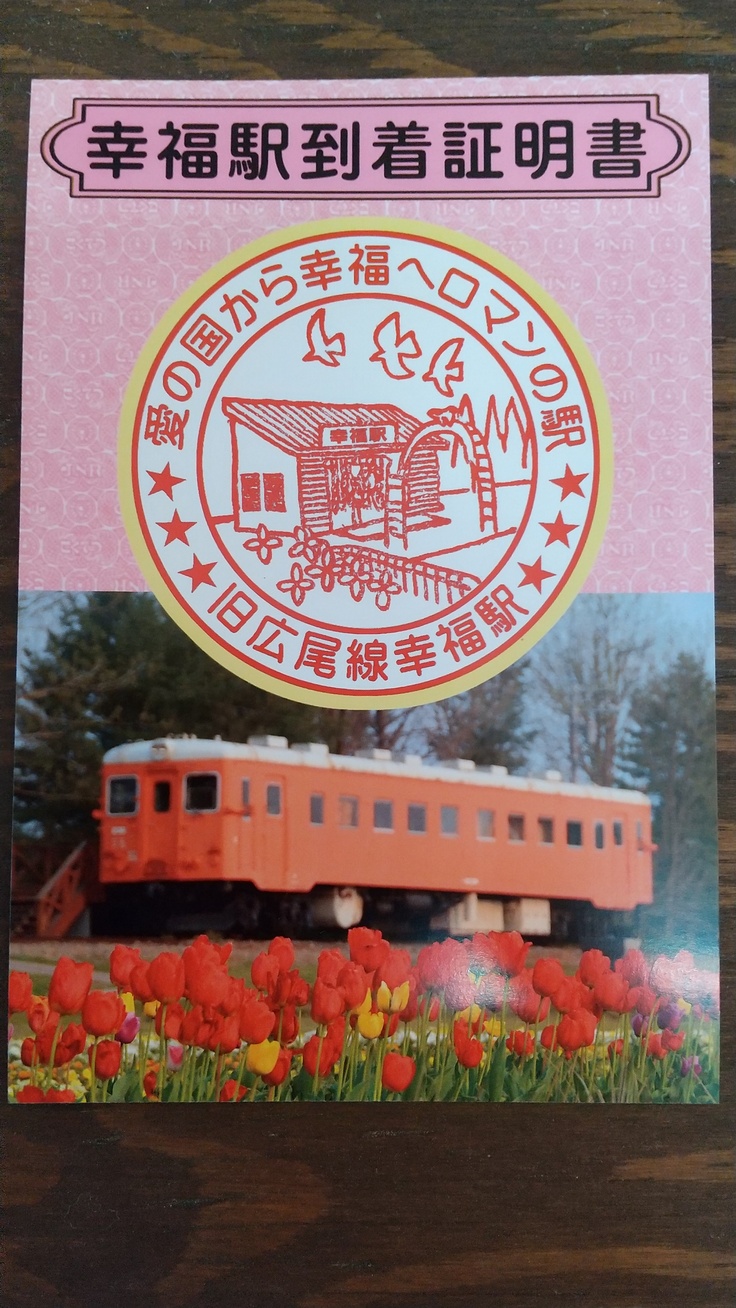 幸福駅到着証明書
愛の国から幸福へロマンの駅
幸福駅
★★★旧広尾線幸福駅★★★
JNR